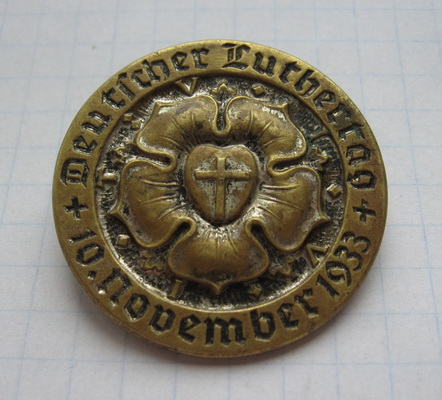 Deutscher Luthertag
+ 10. November 1933 +